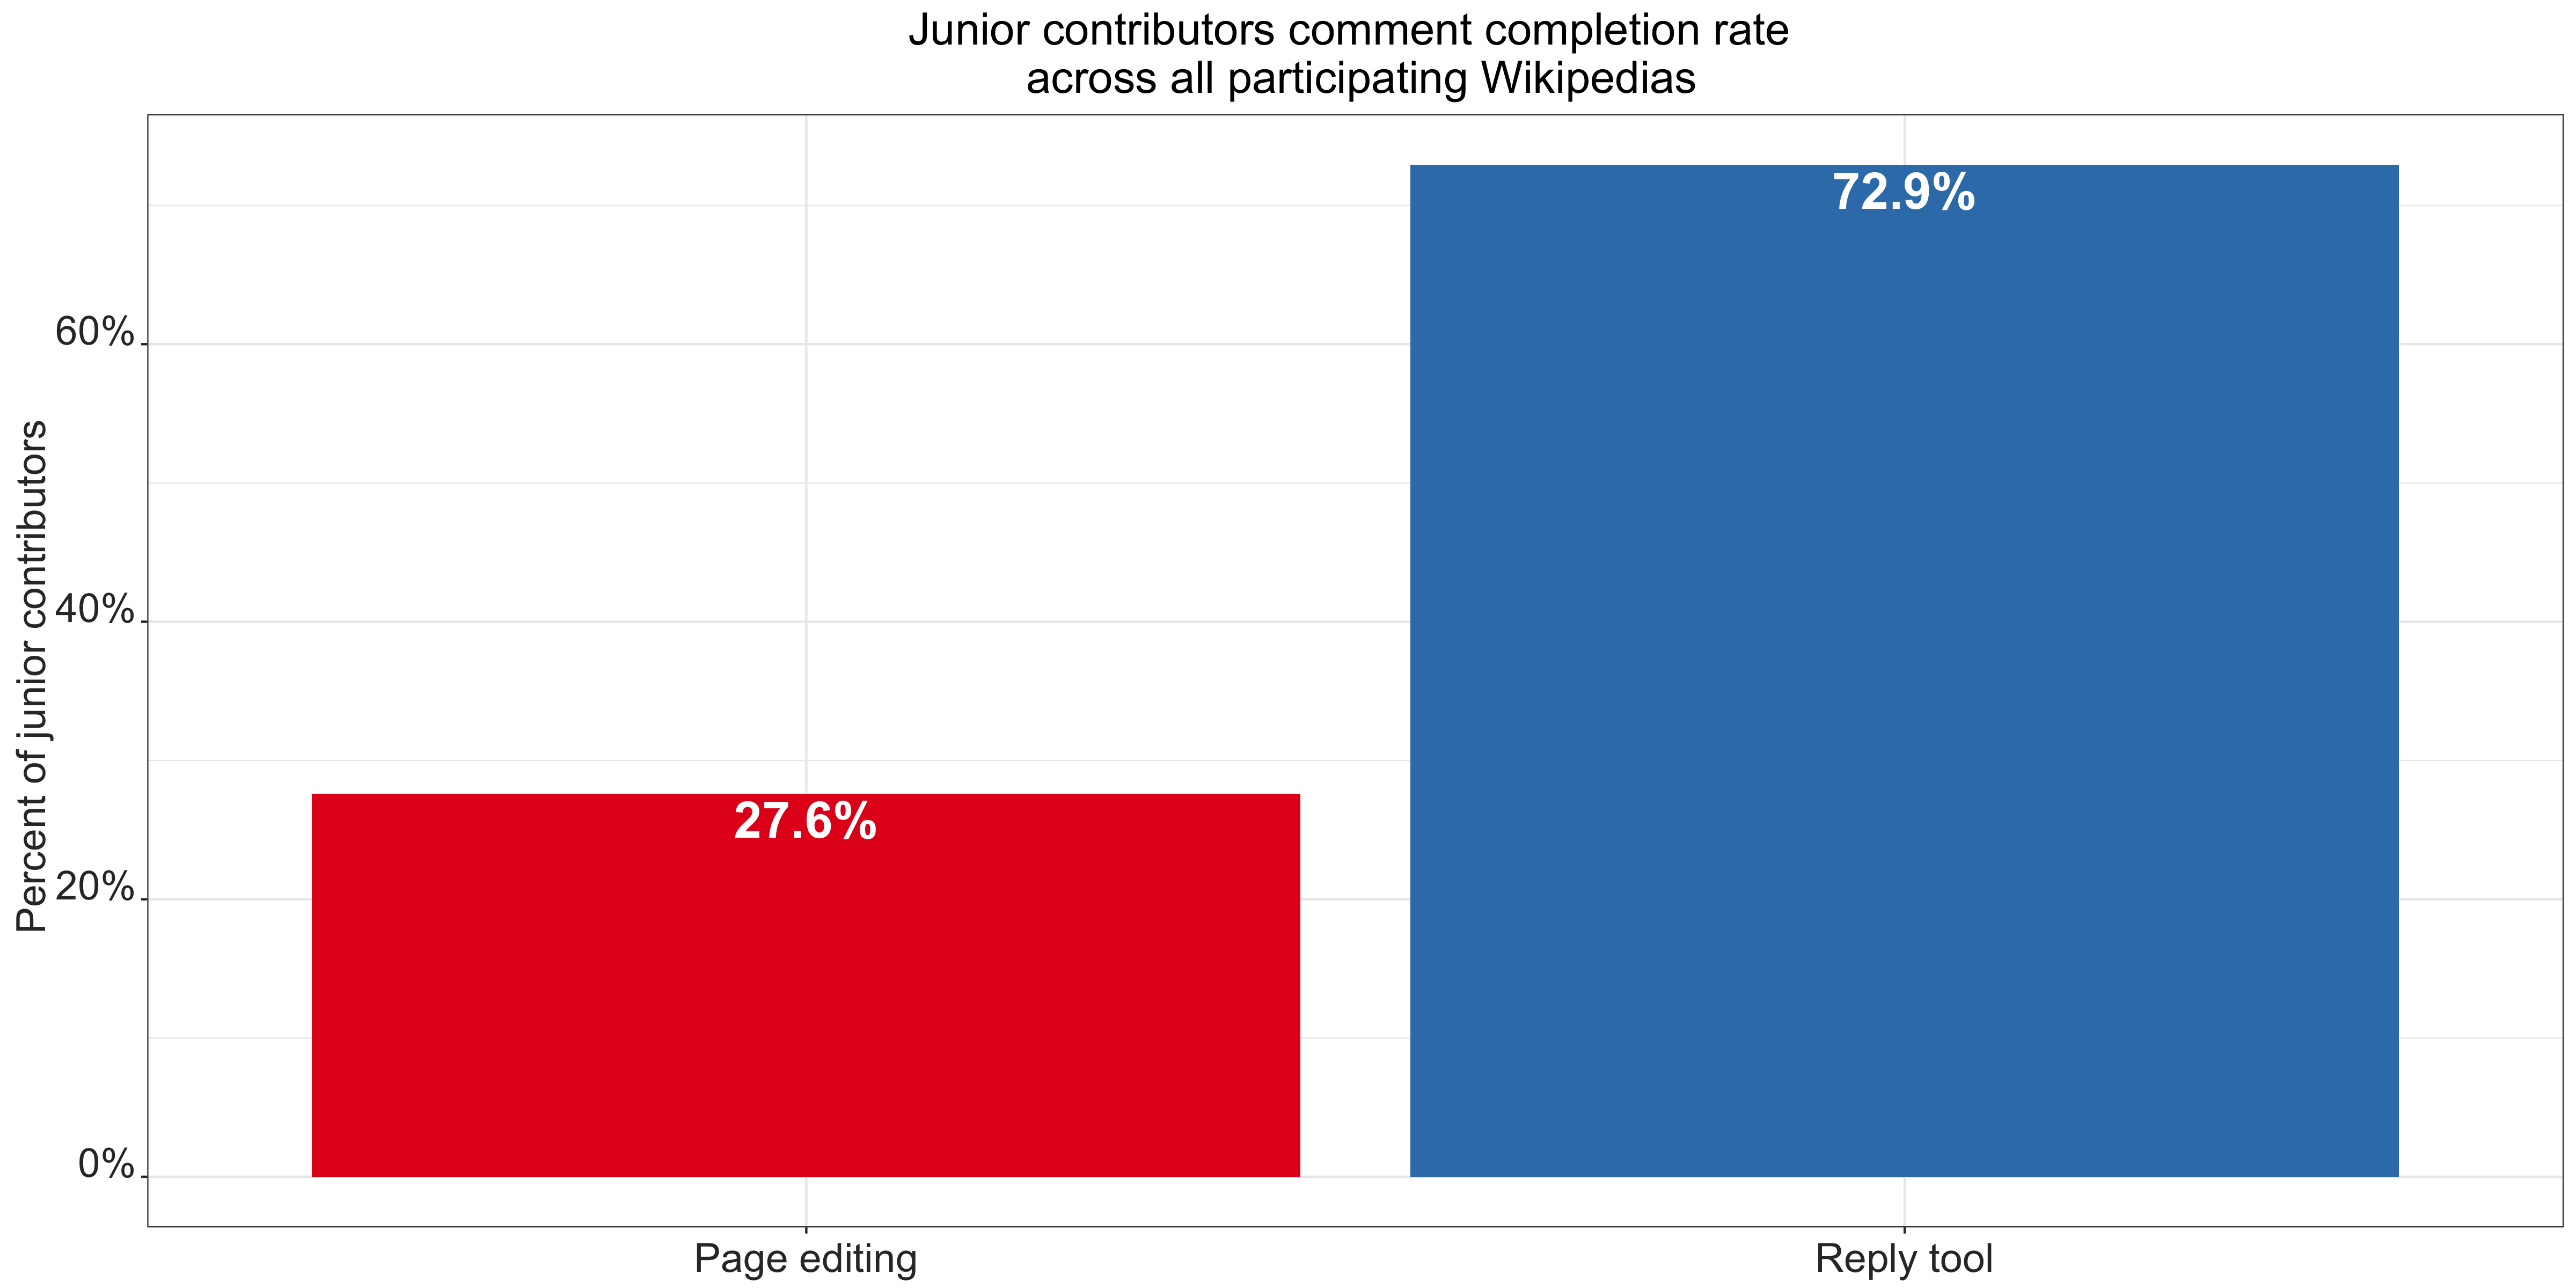 Junior contributors comment completion rate
across all participating Wikipedias
Percent of junior contributors
60%
40%
20%
0%
72.9%
27.6%
Page editing
Reply tool